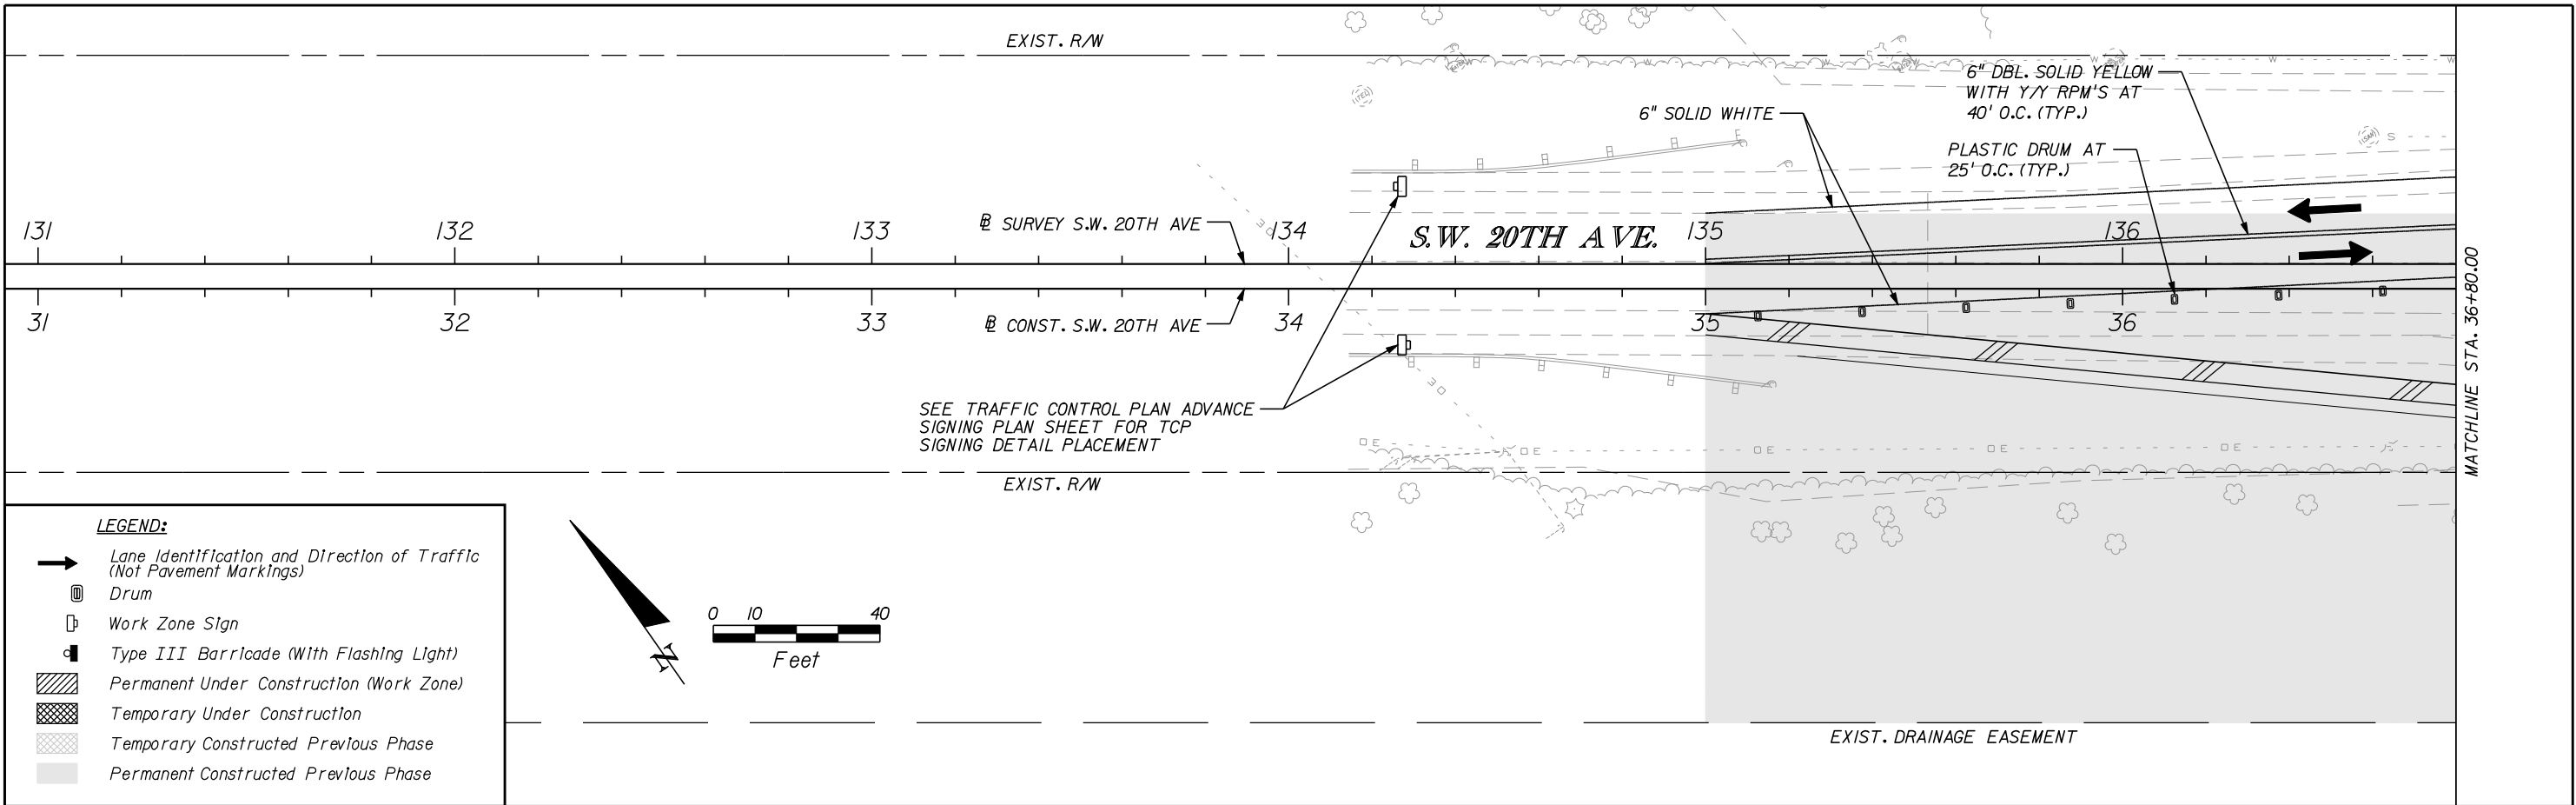 EXIST. R/W
6" DBL. SOLID YELLOW
WITH Y/Y RPM'S AT
40' O.C. (TYP.)
6" SOLID WHITE
PLASTIC DRUM AT
25' O.C. (TYP.)
131
132
133
134
135
136
℄ SURVEY S.W. 20TH AVE
S.W. 20TH AVE.
31
32
33
34
35
36
℄ CONST. S.W. 20TH AVE
MATCHLINE STA. 36+80.00
SEE TRAFFIC CONTROL PLAN ADVANCE
SIGNING PLAN SHEET FOR TCP
SIGNING DETAIL PLACEMENT
EXIST. R/W
LEGEND:
Lane Identification and Direction of Traffic
(Not Pavement Markings)
Drum
Work Zone Sign
Type III Barricade (With Flashing Light)
Permanent Under Construction (Work Zone)
Temporary Under Construction
Temporary Constructed Previous Phase
Permanent Constructed Previous Phase
N
0 10 40
Feet
EXIST. DRAINAGE EASEMENT